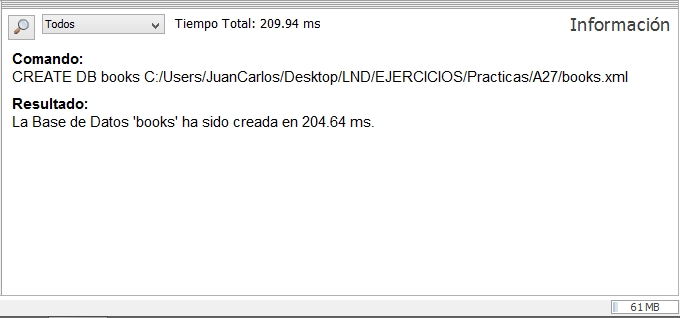 Todos
Tiempo Total: 209.94 ms
Información
Comando:
CREATE DB books C:/Users/JuanCarlos/Desktop/LND/EJERCICIOS/Practicas/A27/books.xml
Resultado:
La Base de Datos 'books' ha sido creada en 204.64 ms.
61 MB